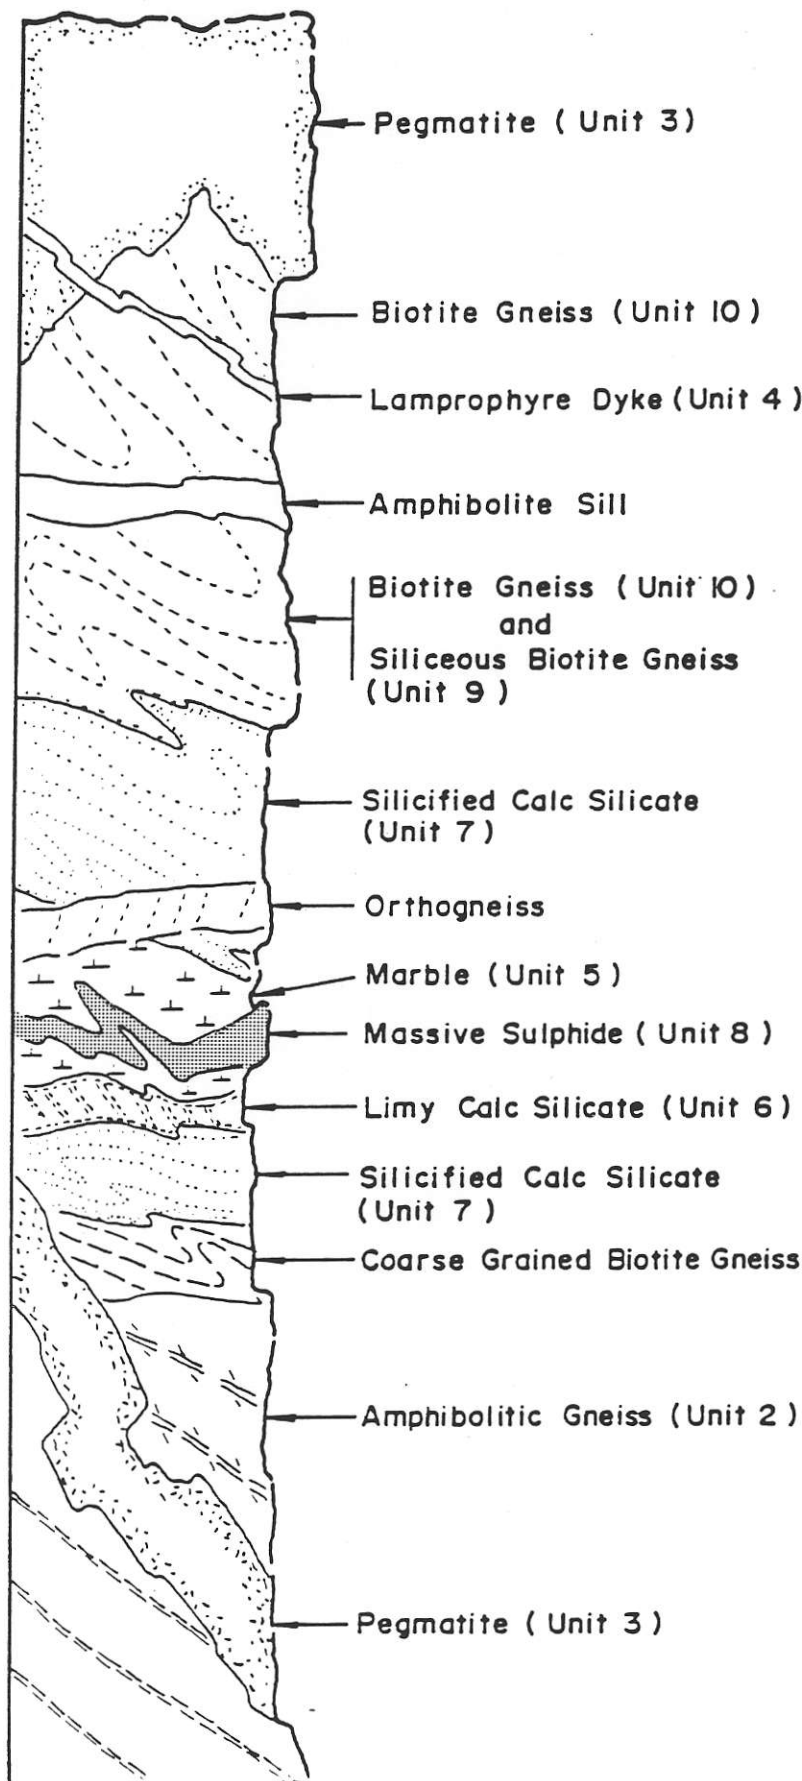 Pegmatite ( Unit 3)
Biotite Gneiss (Unit 10)
Lamprophyre Dyke (Unit 4)
Amphibolite Sill
Biotite Gneiss (Unit 10)
and
Siliceous Biotite Gneiss
(Unit 9)
Silicified Calc Silicate
(Unit 7)
Orthogneiss
Marble (Unit 5)
Massive Sulphide (Unit 8)
Limy Calc Silicate (Unit 6)
Silicified Calc Silicate
(Unit 7)
Coarse Grained Biotite Gneiss
Amphibolitic Gneiss (Unit 2)
Pegmatite (Unit 3)